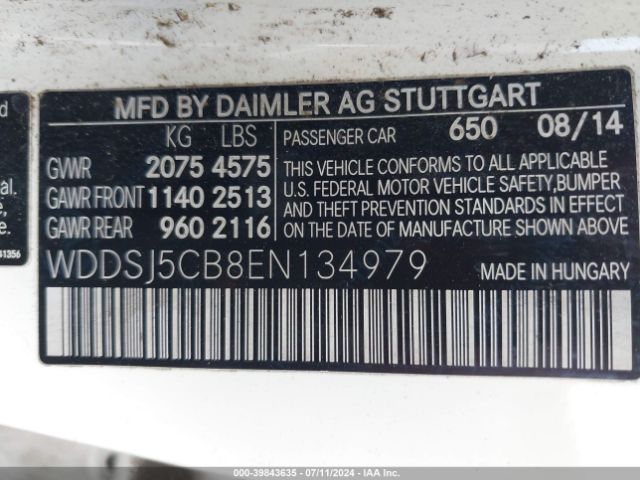 MFD BY DAIMLER AG STUTTGART
KG LBS
GWR 2075 4575
GAWR FRONT 1140 2513
GAWR REAR 960 2116
PASSENGER CAR 650 08/14
THIS VEHICLE CONFORMS TO ALL APPLICABLE
U.S. FEDERAL MOTOR VEHICLE SAFETY,BUMPER
AND THEFT PREVENTION STANDARDS IN EFFECT
ON THE DATE OF MANUFACTURE SHOWN ABOVE
WDDSJ5CB8EN134979
MADE IN HUNGARY
41356
000-39843635 - 07/11/2024 - IAA Inc.